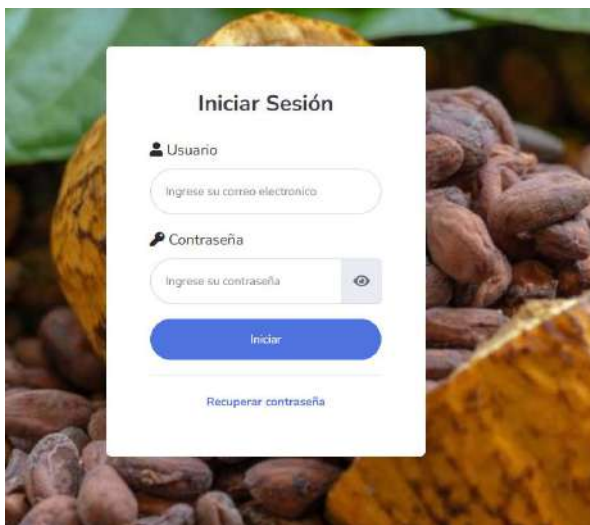 Iniciar Sesión
Usuario
Ingrese su correo electronico
Contraseña
Ingrese su contraseña
Iniciar
Recuperar contraseña